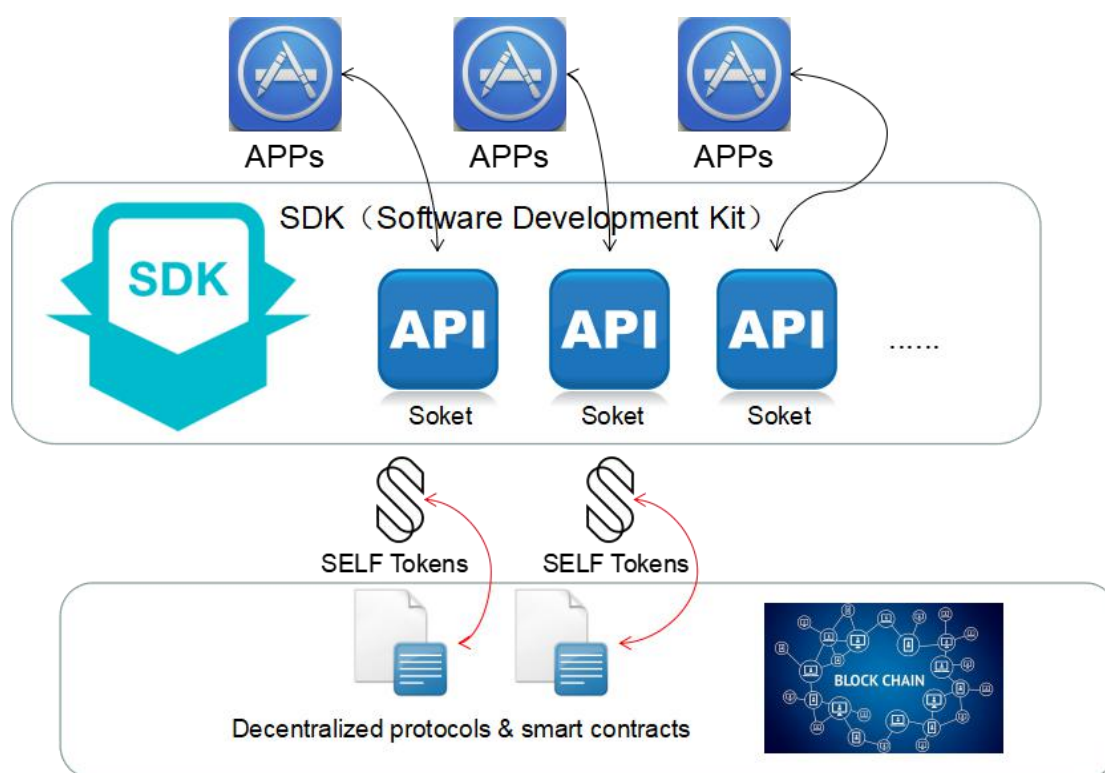 APPs
APPs
APPs
SDK（Software Development Kit）
SDK
API
API
API
......
Soket
Soket
Soket
SELF Tokens
SELF Tokens
BLOCK CHAIN
Decentralized protocols & smart contracts